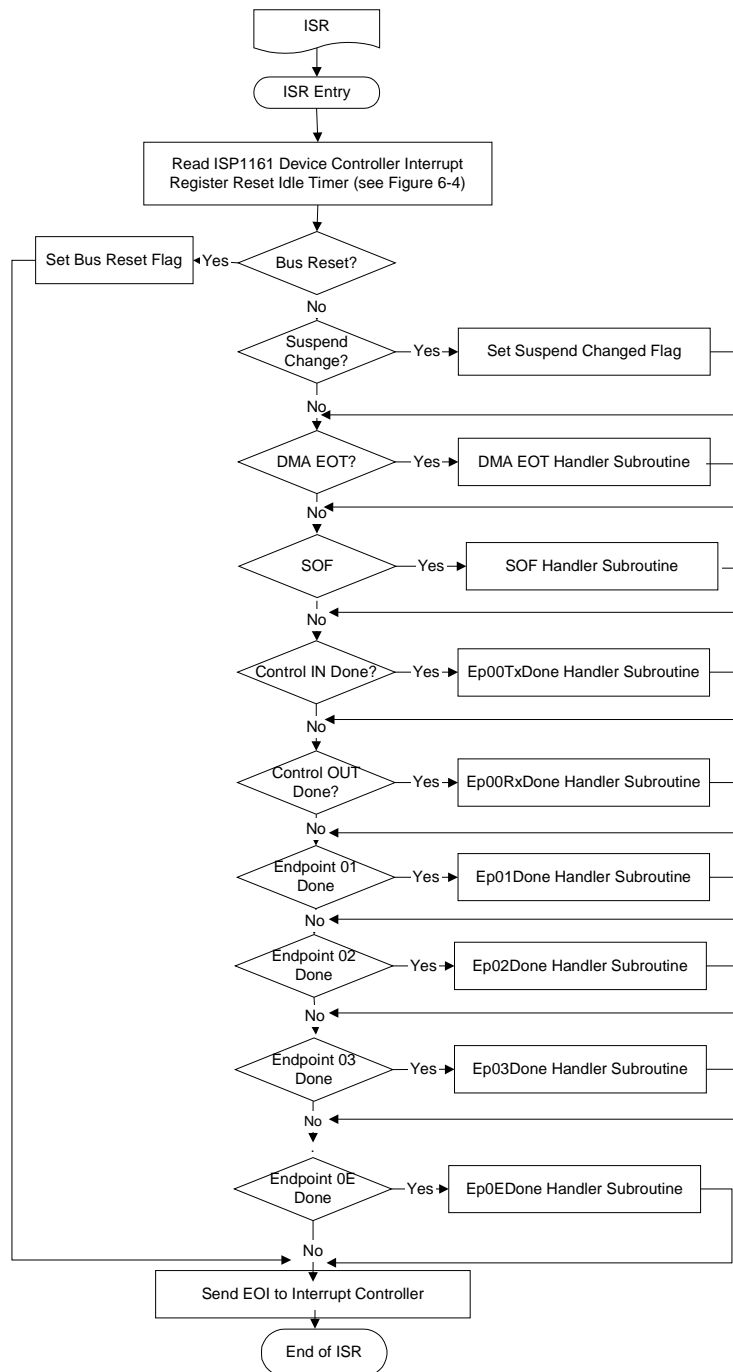 ISR
ISR Entry
Read ISP1161 Device Controller Interrupt
Register Reset Idle Timer (see Figure 6-4)
Set Bus Reset Flag
Yes
Bus Reset?
No
Suspend
Change?
Yes
Set Suspend Changed Flag
No
DMA EOT?
Yes
DMA EOT Handler Subroutine
No
SOF
Yes
SOF Handler Subroutine
No
Control IN Done?
Yes
Ep00TxDone Handler Subroutine
No
Control OUT
Done?
Yes
Ep00RxDone Handler Subroutine
No
Endpoint 01
Done
Yes
Ep01Done Handler Subroutine
No
Endpoint 02
Done
Yes
Ep02Done Handler Subroutine
No
Endpoint 03
Done
Yes
Ep03Done Handler Subroutine
No
Endpoint 0E
Done
Yes
Ep0EDone Handler Subroutine
No
Send EOI to Interrupt Controller
End of ISR